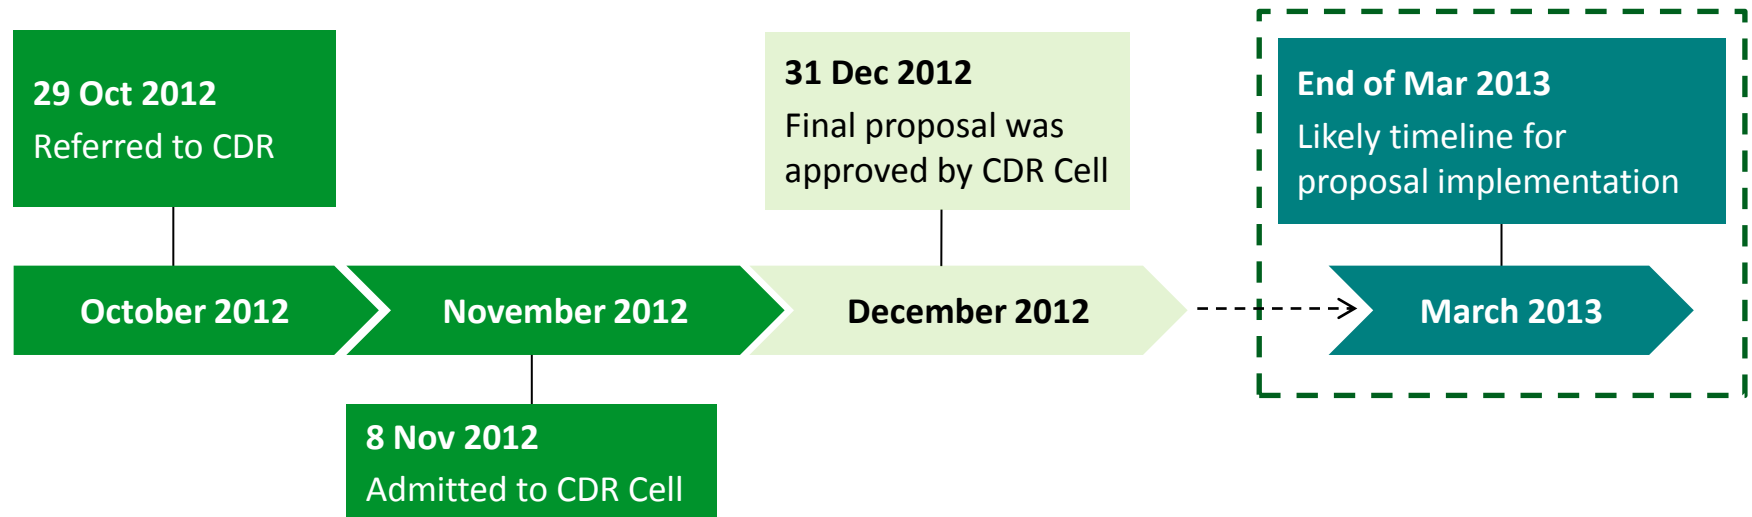 29 Oct 2012
Referred to CDR
31 Dec 2012
Final proposal was
approved by CDR Cell
End of Mar 2013
Likely timeline for
proposal implementation
October 2012
November 2012
December 2012
March 2013
8 Nov 2012
Admitted to CDR Cell